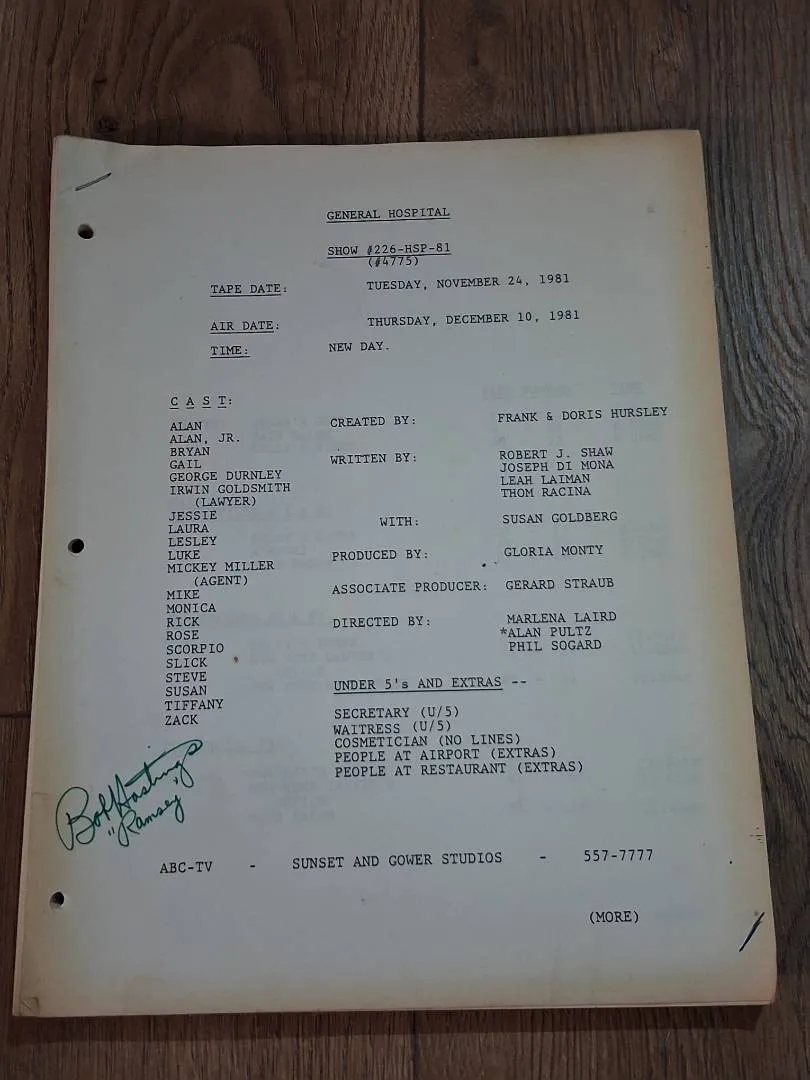 GENERAL HOSPITAL
SHOW #226-HSP-81
(#4775)
TAPE DATE: TUESDAY, NOVEMBER 24, 1981
AIR DATE: THURSDAY, DECEMBER 10, 1981
TIME: NEW DAY.
C A S T:
ALAN
ALAN, JR.
BRYAN
GAIL
GEORGE DURNLEY
IRWIN GOLDSMITH
(LAWYER)
JESSIE
LAURA
LESLEY
LUKE
MICKEY MILLER
(AGENT)
MIKE
MONICA
RICK
ROSE
SCORPIO
SLICK
STEVE
SUSAN
TIFFANY
ZACK
CREATED BY: FRANK & DORIS HURSLEY
WRITTEN BY: ROBERT J. SHAW
JOSEPH DI MONA
LEAH LAIMAN
THOM RACINA
WITH: SUSAN GOLDBERG
PRODUCED BY: GLORIA MONTY
ASSOCIATE PRODUCER: GERARD STRAUB
DIRECTED BY: MARLENA LAIRD
*ALAN PULTZ
PHIL SOGARD
UNDER 5's AND EXTRAS --
SECRETARY (U/5)
WAITRESS (U/5)
COSMETICIAN (NO LINES)
PEOPLE AT AIRPORT (EXTRAS)
PEOPLE AT RESTAURANT (EXTRAS)
Bob Hastings
"Ramsey"
ABC-TV - SUNSET AND GOWER STUDIOS - 557-7777
(MORE)